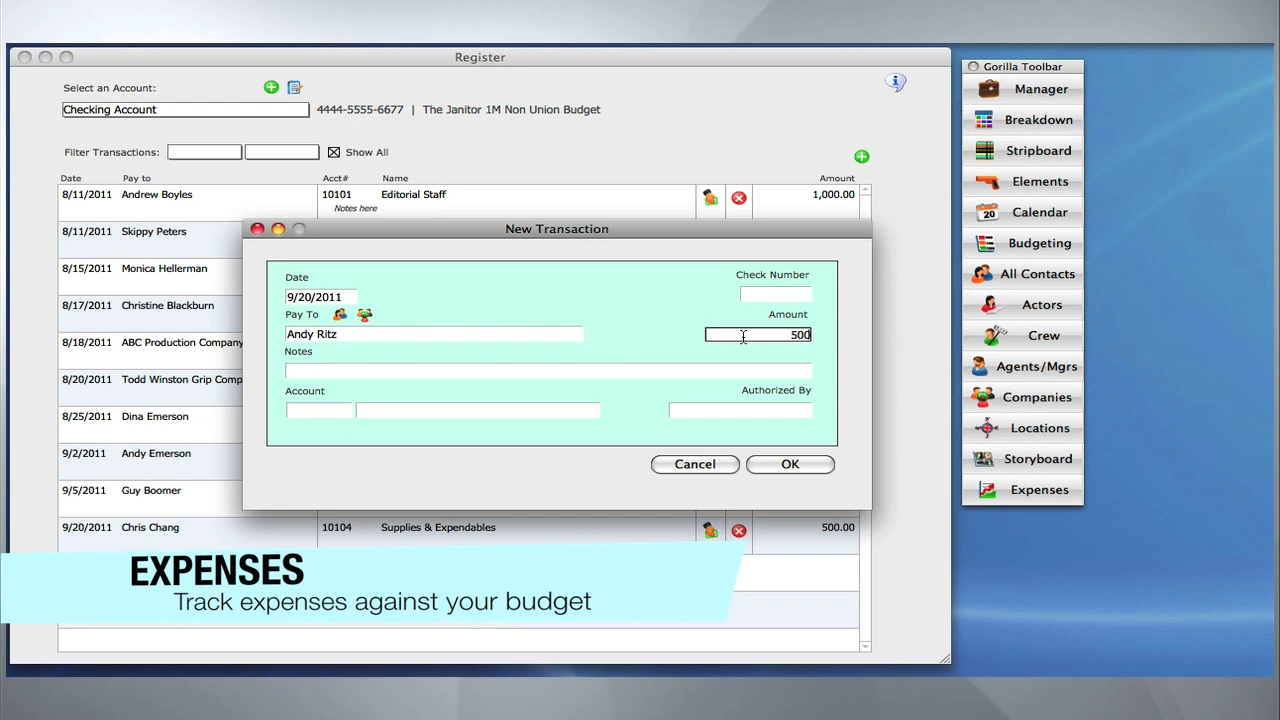 Register
Gorilla Toolbar
Select an Account:
Checking Account
4444-5555-6677 | The Janitor 1M Non Union Budget
Filter Transactions:
Show All
Date Pay to Acct# Name Amount
8/11/2011 Andrew Boyles 10101 Editorial Staff 1,000.00
Notes here
8/11/2011 Skippy Peters
8/15/2011 Monica Hellerman
8/17/2011 Christine Blackburn
8/18/2011 ABC Production Company
8/20/2011 Todd Winston Grip Comp
8/25/2011 Dina Emerson
9/2/2011 Andy Emerson
9/5/2011 Guy Boomer
9/20/2011 Chris Chang 10104 Supplies & Expendables 500.00
New Transaction
Date
Check Number
9/20/2011
Pay To
Amount
Andy Ritz
500
Notes
Account
Authorized By
Cancel
OK
Manager
Breakdown
Stripboard
Elements
20
Calendar
Budgeting
All Contacts
Actors
Crew
Agents/Mgrs
Companies
Locations
Storyboard
Expenses
EXPENSES
Track expenses against your budget